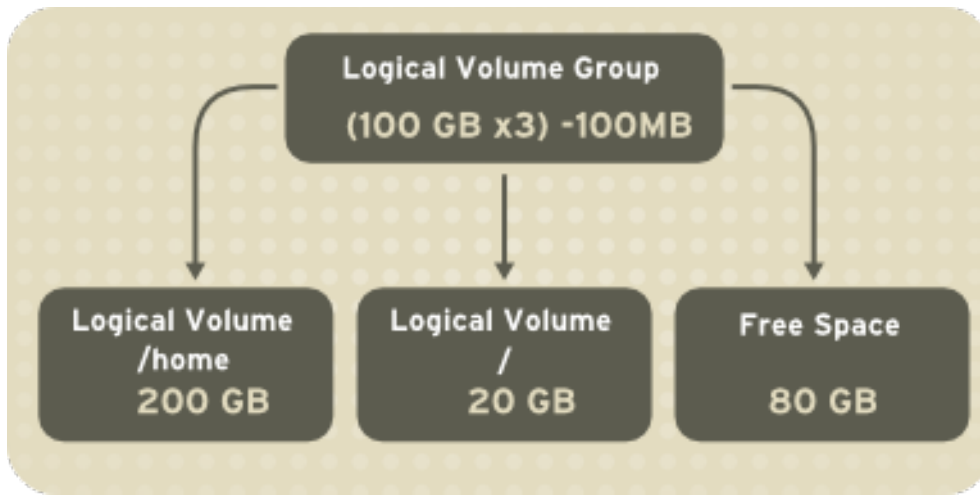 Logical Volume Group
(100 GB x3) -100MB
Logical Volume
/home
200 GB
Logical Volume
/
20 GB
Free Space
80 GB